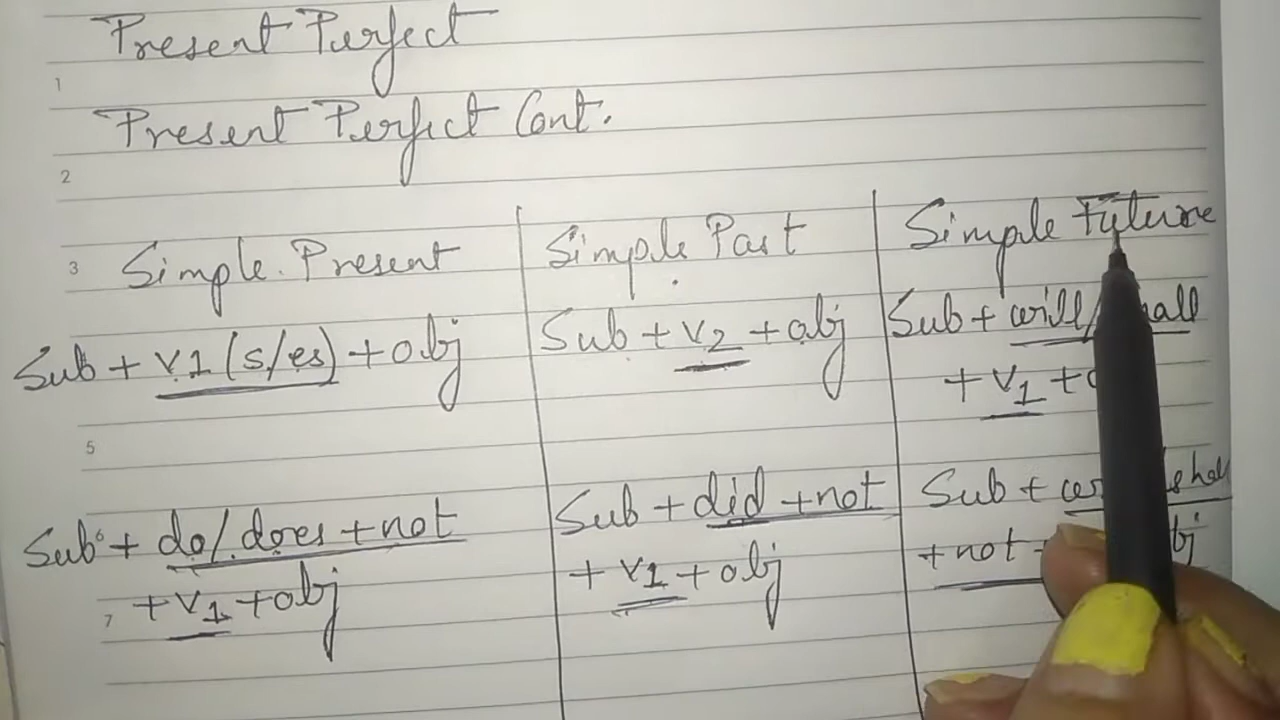 Present Perfect
1
Present Perfect Cont.
2
3
Simple Present
Sub + v1 (s/es) + obj
5
Sub + do/does + not
7 + v1 + obj
Simple Past
Sub + v2 + obj
Sub + did + not
+ v1 + obj
Simple Future
Sub + will/
+ v1 +
Sub +
+ not